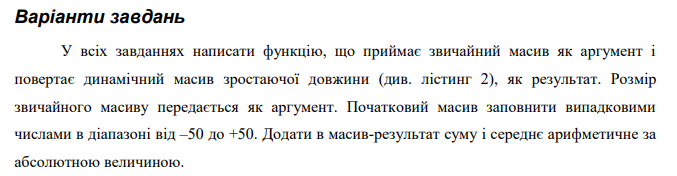 Варіанти завдань
У всіх завданнях написати функцію, що приймає звичайний масив як аргумент і
повертає динамічний масив зростаючої довжини (див. лістинг 2), як результат. Розмір
звичайного масиву передається як аргумент. Початковий масив заповнити випадковими
числами в діапазоні від –50 до +50. Додати в масив-результат суму і середнє арифметичне за
абсолютною величиною.